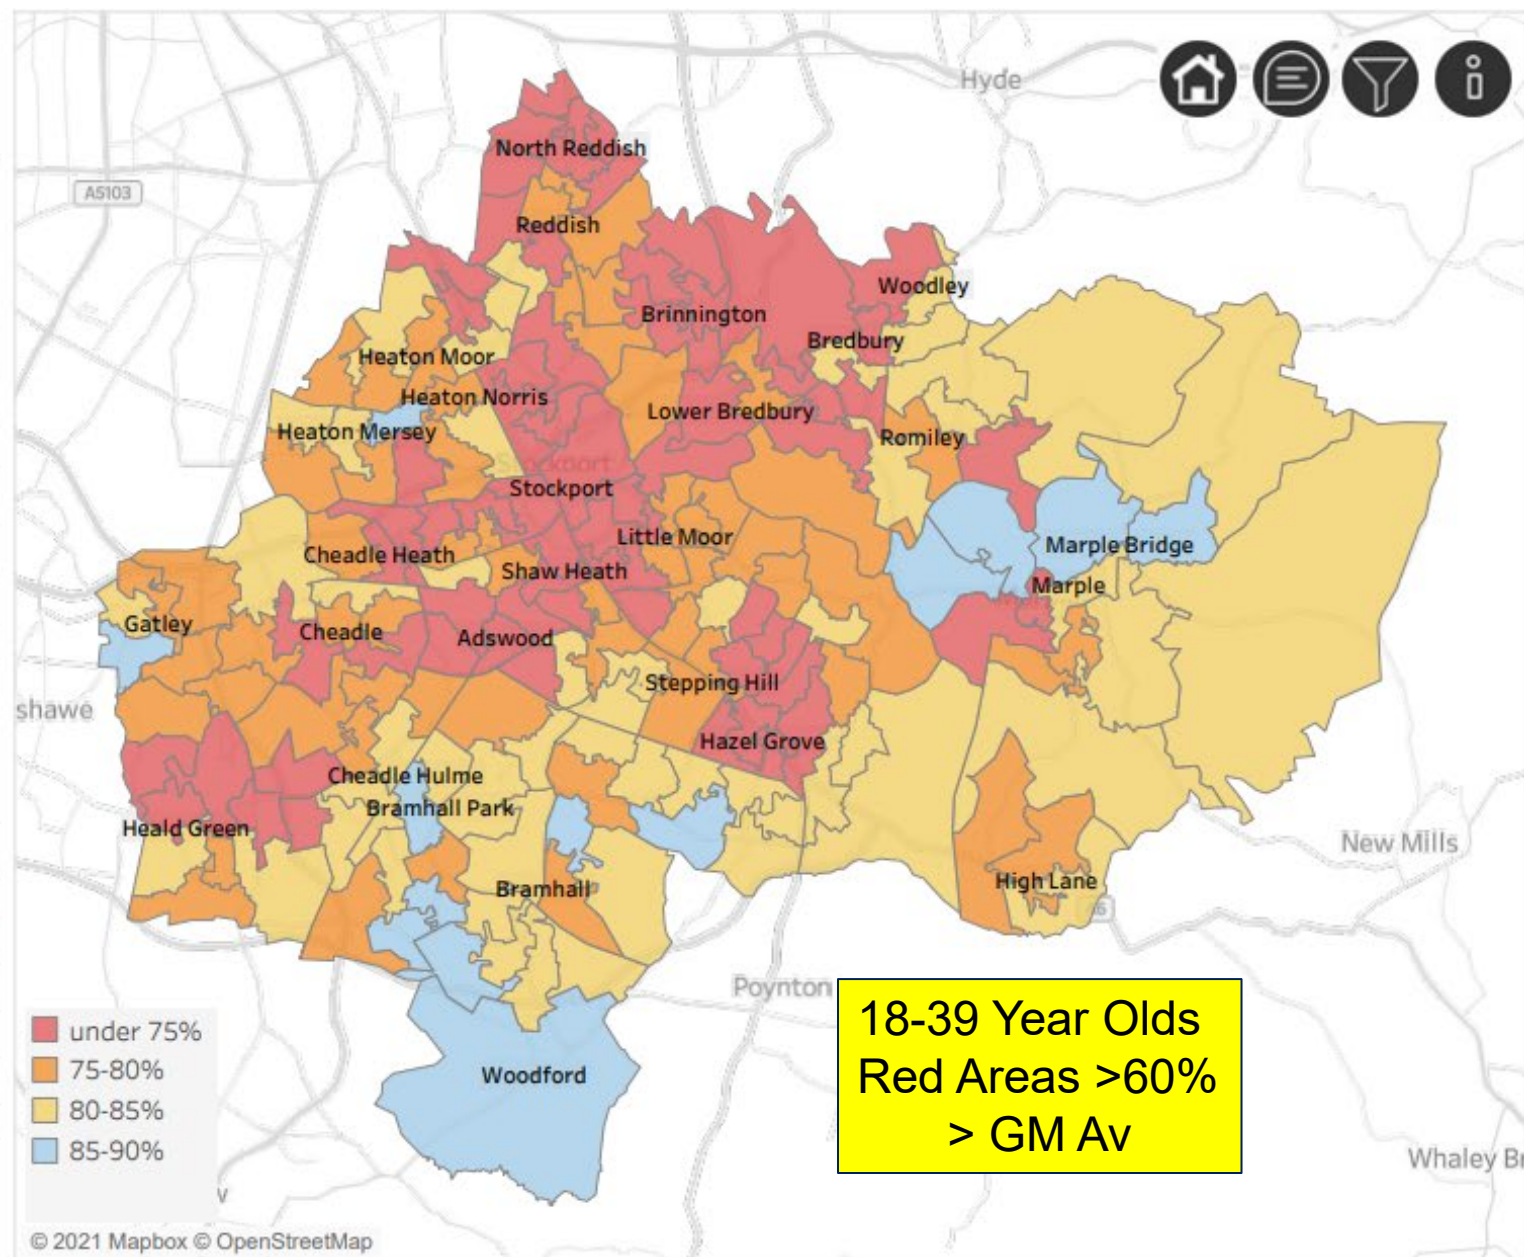 Hyde
A5103
North Reddish
Reddish
Woodley
Brinnington
Bredbury
Heaton Moor
Heaton Norris
Lower Bredbury
Heaton Mersey
Romiley
Stockport
Stockport
Little Moor
Marple Bridge
Cheadle Heath
Shaw Heath
Marple
Gatley
Cheadle
Adswood
Stepping Hill
shawe
Hazel Grove
Cheadle Hulme
Bramhall Park
Heald Green
New Mills
High Lane
Bramhall
A6
Poynton
18-39 Year Olds
Red Areas >60%
> GM Av
under 75%
75-80%
80-85%
85-90%
Woodford
Whaley Br
© 2021 Mapbox © OpenStreetMap